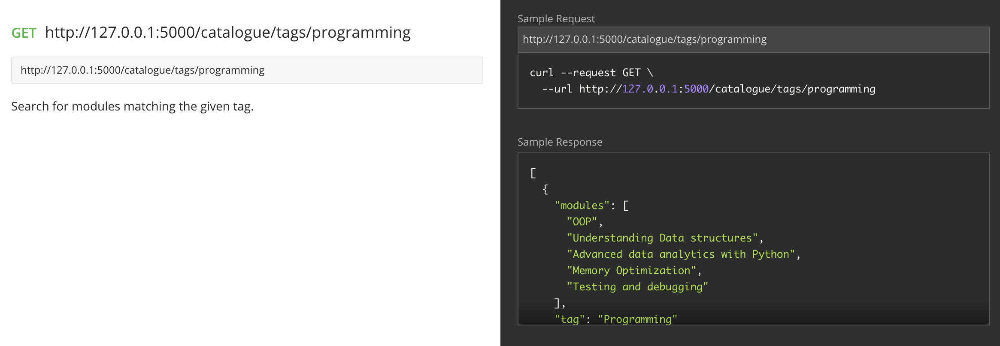 GET http://127.0.0.1:5000/catalogue/tags/programming
http://127.0.0.1:5000/catalogue/tags/programming
Search for modules matching the given tag.
Sample Request
http://127.0.0.1:5000/catalogue/tags/programming
curl --request GET \
  --url http://127.0.0.1:5000/catalogue/tags/programming
Sample Response
[
  {
    "modules": [
      "OOP",
      "Understanding Data structures",
      "Advanced data analytics with Python",
      "Memory Optimization",
      "Testing and debugging"
    ],
    "tag": "Programming"